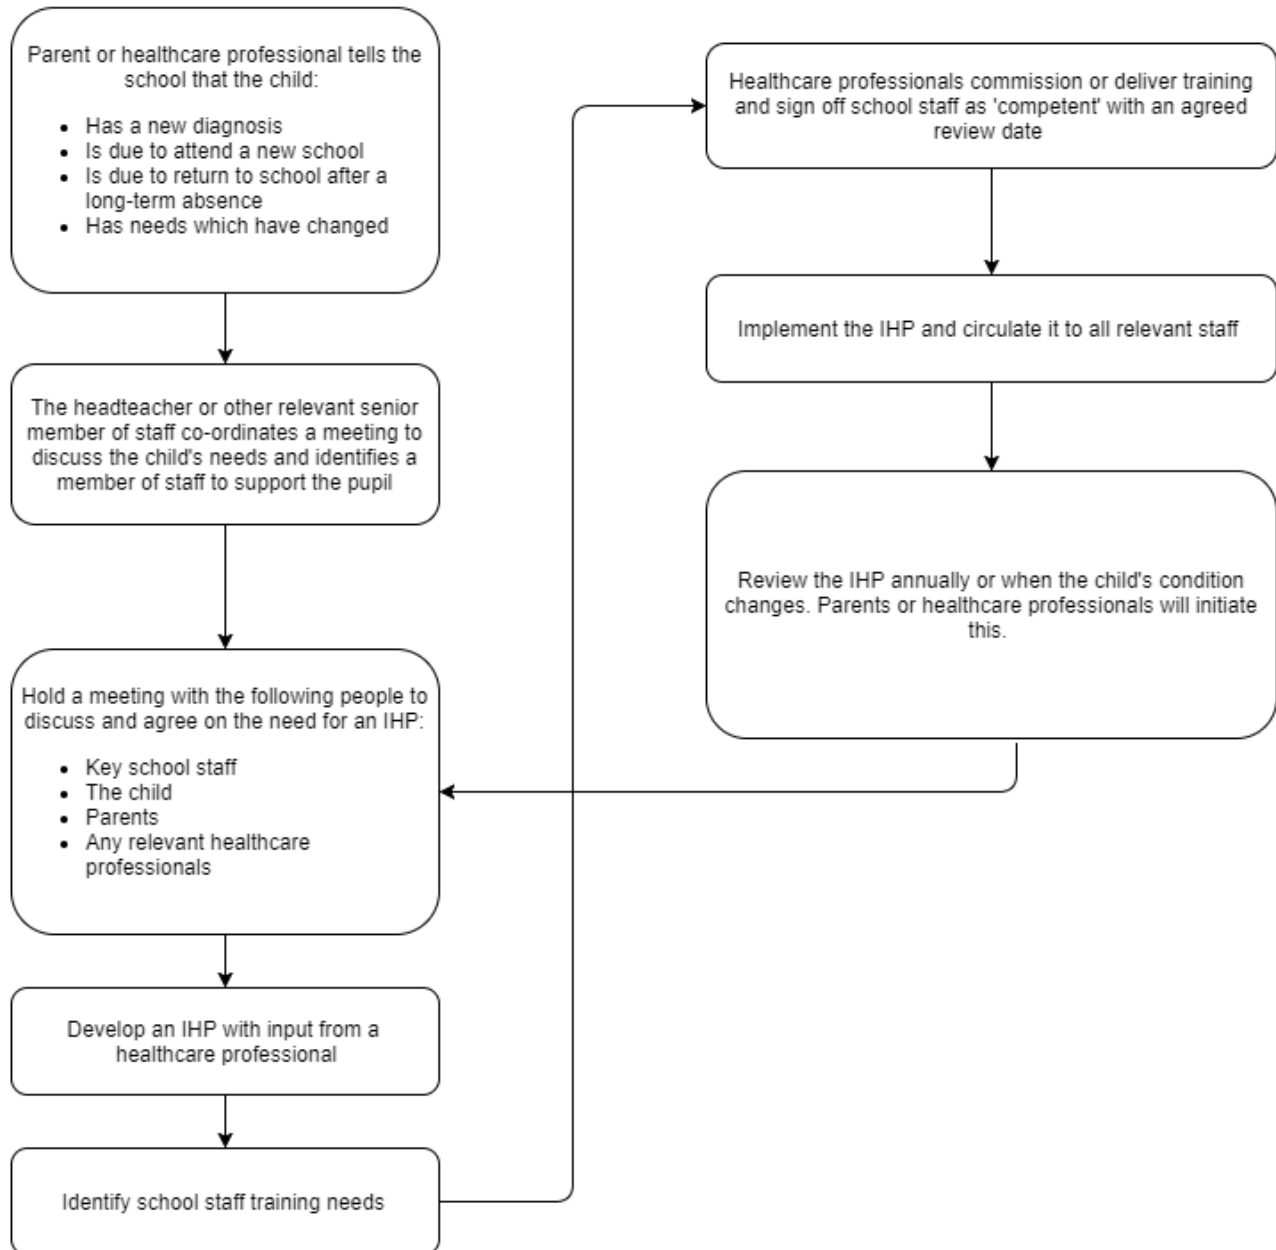 Parent or healthcare professional tells the
school that the child:
• Has a new diagnosis
• Is due to attend a new school
• Is due to return to school after a
long-term absence
• Has needs which have changed
The headteacher or other relevant senior
member of staff co-ordinates a meeting to
discuss the child's needs and identifies a
member of staff to support the pupil
Hold a meeting with the following people to
discuss and agree on the need for an IHP:
• Key school staff
• The child
• Parents
• Any relevant healthcare
professionals
Develop an IHP with input from a
healthcare professional
Identify school staff training needs
Healthcare professionals commission or deliver training
and sign off school staff as 'competent' with an agreed
review date
Implement the IHP and circulate it to all relevant staff
Review the IHP annually or when the child's condition
changes. Parents or healthcare professionals will initiate
this.